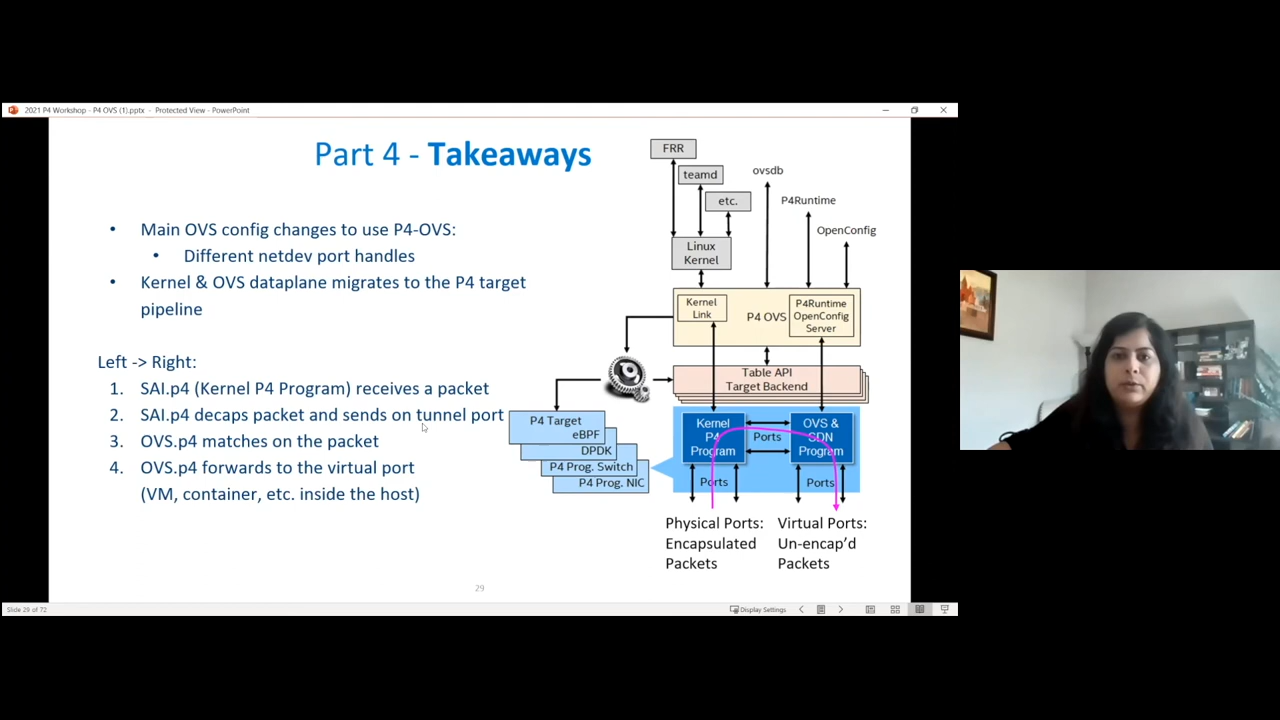 2021 P4 Workshop - P4 OVS (1).pptx - Protected View - PowerPoint
Part 4 - Takeaways
• Main OVS config changes to use P4-OVS:
• Different netdev port handles
• Kernel & OVS dataplane migrates to the P4 target
pipeline
Left -> Right:
1. SAI.p4 (Kernel P4 Program) receives a packet
2. SAI.p4 decaps packet and sends on tunnel port
3. OVS.p4 matches on the packet
4. OVS.p4 forwards to the virtual port
(VM, container, etc. inside the host)
FRR
teamd
etc.
Linux
Kernel
ovsdb
P4Runtime
OpenConfig
Kernel
Link
P4 OVS
P4Runtime
OpenConfig
Server
Table API
Target Backend
P4 Target
eBPF
DPDK
P4 Prog. Switch
P4 Prog. NIC
Kernel
P4
Program
Ports
OVS &
SDN
Program
Ports
Ports
Physical Ports:
Encapsulated
Packets
Virtual Ports:
Un-encap’d
Packets
29
Slide 29 of 72
Display Settings